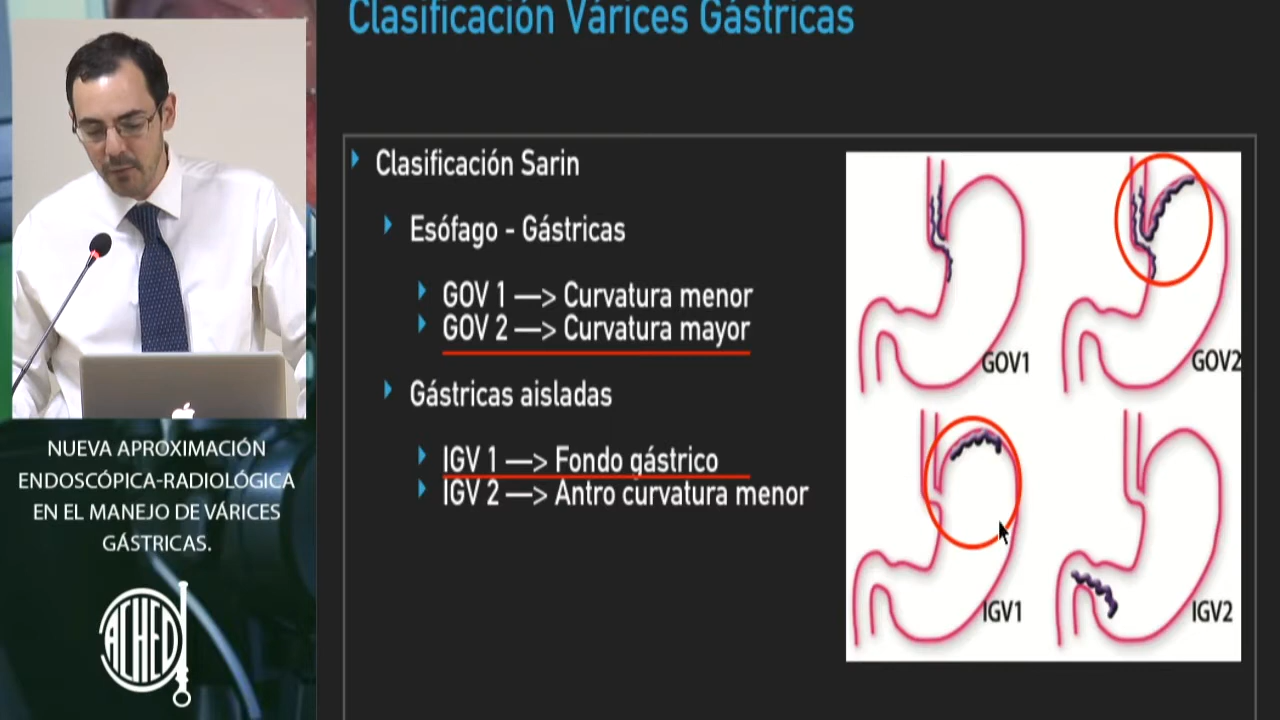 Clasificación Várices Gástricas
Clasificación Sarin
Esófago - Gástricas
GOV 1 —> Curvatura menor
GOV 2 —> Curvatura mayor
Gástricas aisladas
IGV 1 —> Fondo gástrico
IGV 2 —> Antro curvatura menor
GOV1
GOV2
IGV1
IGV2
NUEVA APROXIMACIÓN
ENDOSCÓPICA-RADIOLÓGICA
EN EL MANEJO DE VÁRICES
GÁSTRICAS.
ACHED